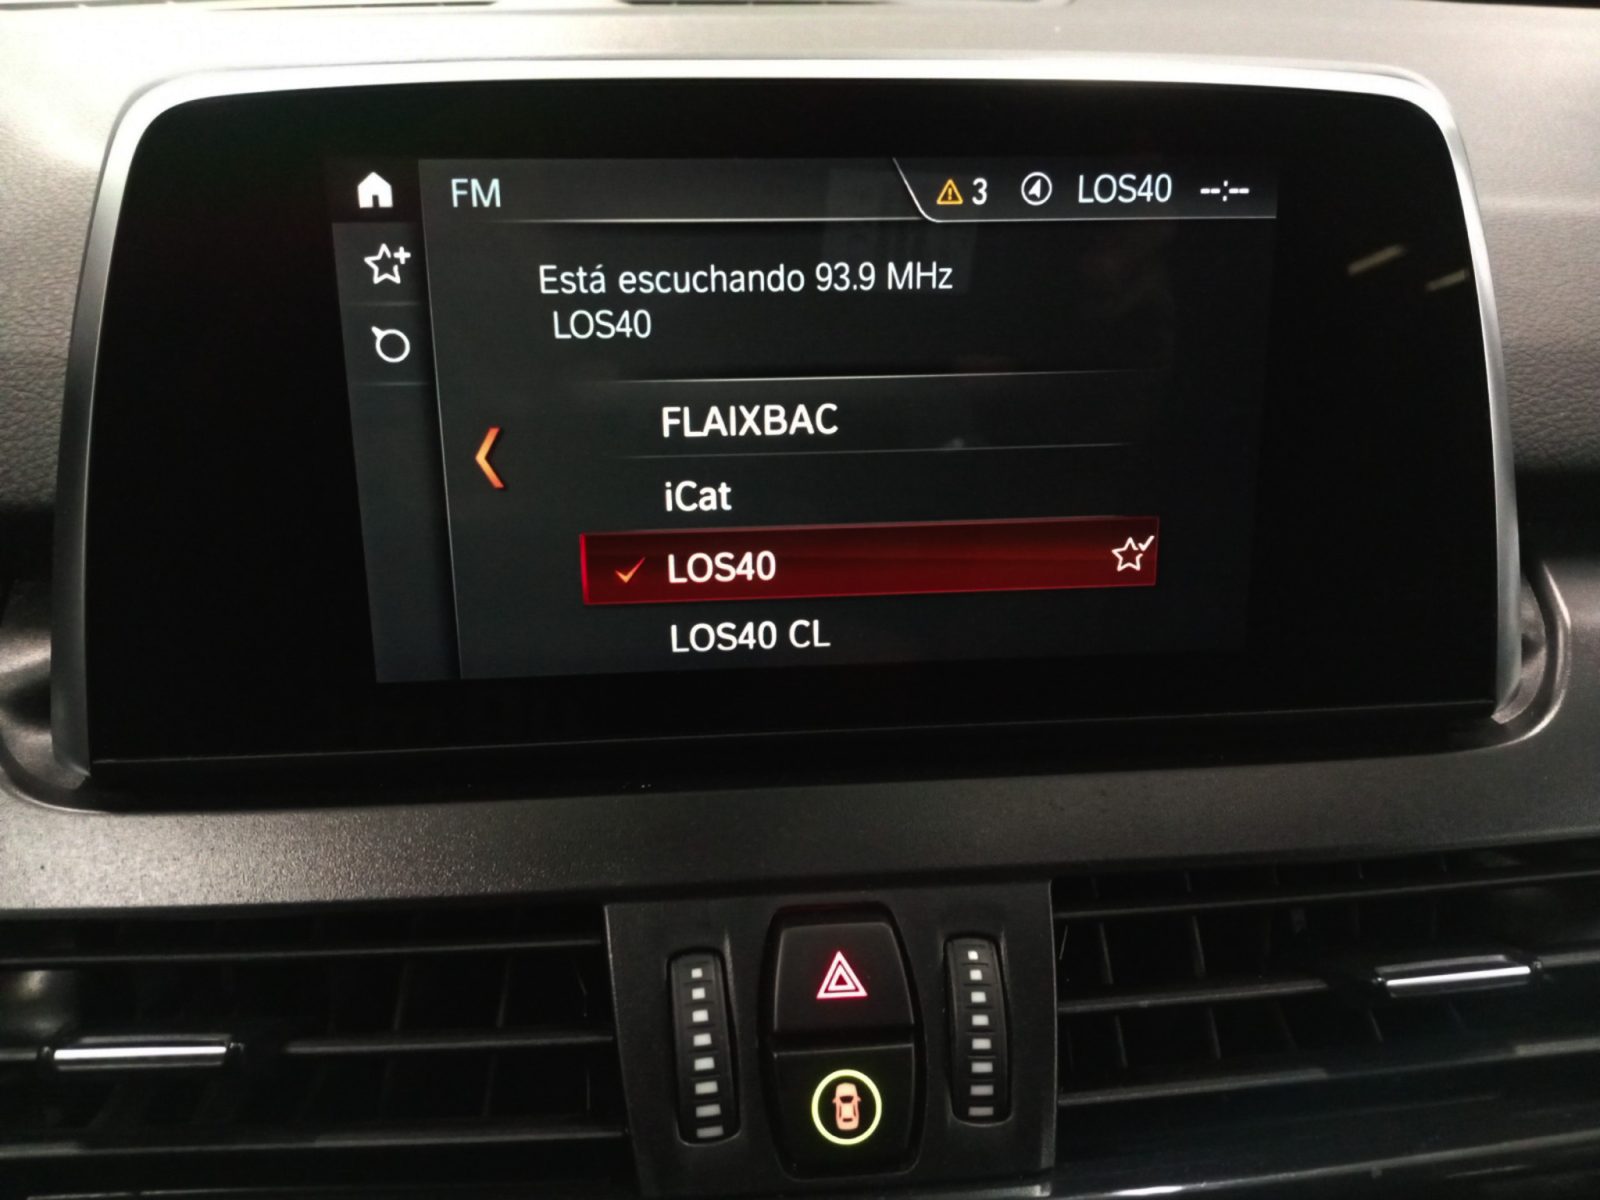 FM
3 LOS40 --:--
Está escuchando 93.9 MHz
LOS40
FLAIXBAC
iCat
LOS40
LOS40 CL